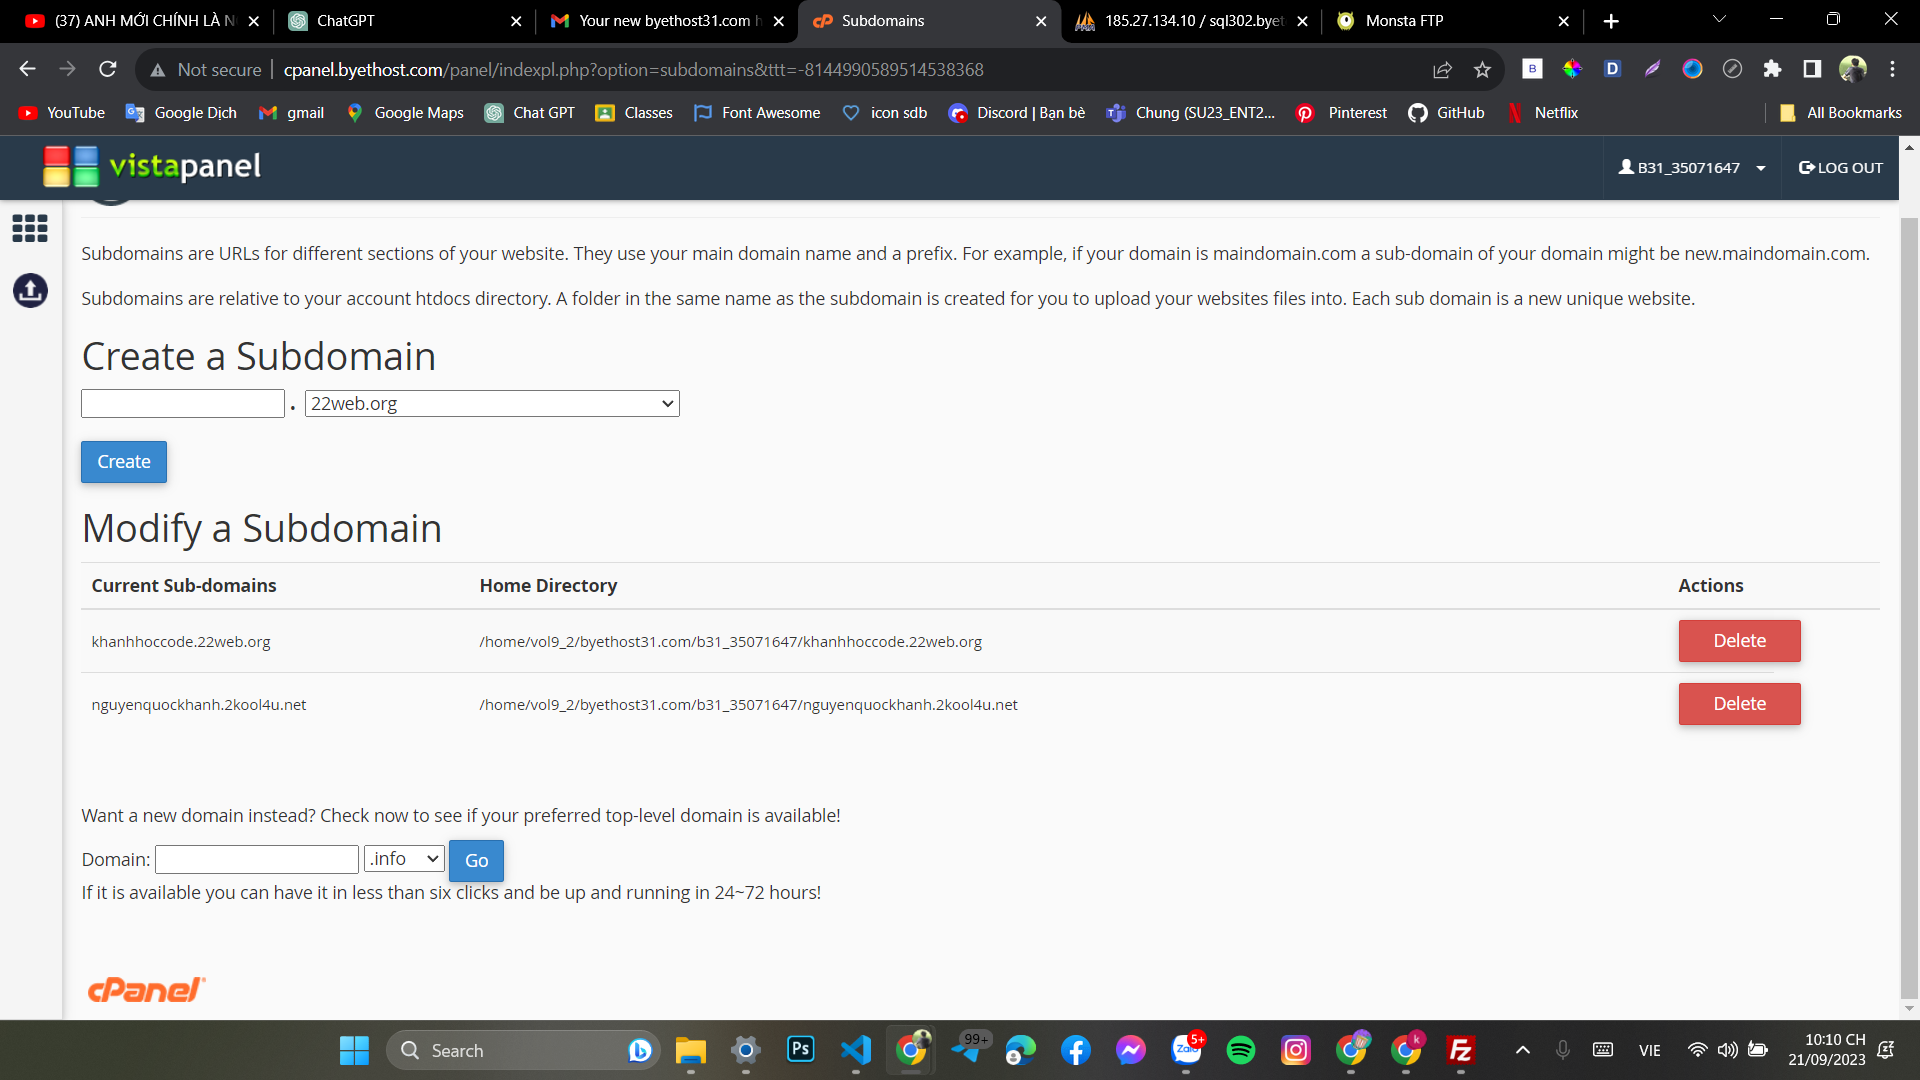 (37) ANH MỚI CHÍNH LÀ N
ChatGPT
Your new byethost31.com h
Subdomains
185.27.134.10 / sql302.byet
Monsta FTP
Not secure
cpanel.byethost.com/panel/indexpl.php?option=subdomains&ttt=-8144990589514538368
YouTube
Google Dịch
gmail
Google Maps
Chat GPT
Classes
Font Awesome
icon sdb
Discord | Bạn bè
Chung (SU23_ENT2...
Pinterest
GitHub
Netflix
All Bookmarks
vistapanel
B31_35071647
LOG OUT
Subdomains are URLs for different sections of your website. They use your main domain name and a prefix. For example, if your domain is maindomain.com a sub-domain of your domain might be new.maindomain.com.
Subdomains are relative to your account htdocs directory. A folder in the same name as the subdomain is created for you to upload your websites files into. Each sub domain is a new unique website.
Create a Subdomain
. 22web.org
Create
Modify a Subdomain
Current Sub-domains Home Directory Actions
khanhhoccode.22web.org /home/vol9_2/byethost31.com/b31_35071647/khanhhoccode.22web.org Delete
nguyenquockhanh.2kool4u.net /home/vol9_2/byethost31.com/b31_35071647/nguyenquockhanh.2kool4u.net Delete
Want a new domain instead? Check now to see if your preferred top-level domain is available!
Domain: .info Go
If it is available you can have it in less than six clicks and be up and running in 24~72 hours!
cPanel
Search
Ps
99+
Zalo
5+
k
Fz
VIE
10:10 CH
21/09/2023